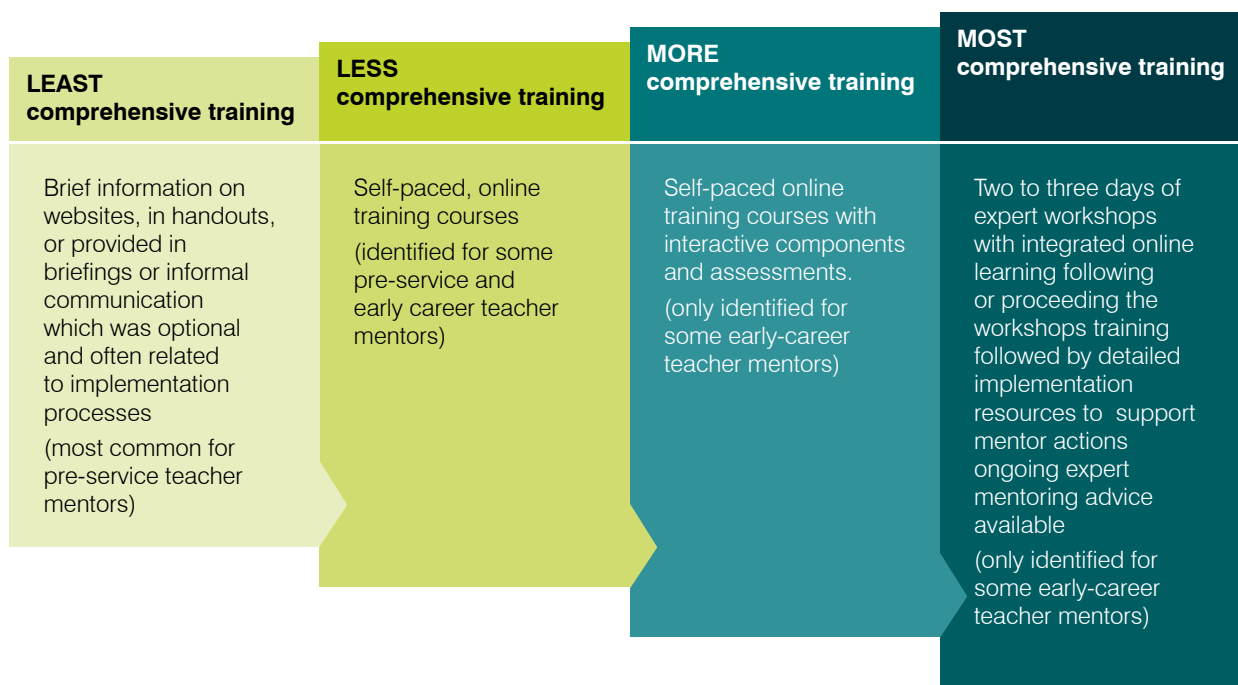 LEAST
comprehensive training
Brief information on
websites, in handouts,
or provided in
briefings or informal
communication
which was optional
and often related
to implementation
processes
(most common for
pre-service teacher
mentors)
LESS
comprehensive training
Self-paced, online
training courses
(identified for some
pre-service and
early career teacher
mentors)
MORE
comprehensive training
Self-paced online
training courses with
interactive components
and assessments.
(only identified for
some early-career
teacher mentors)
MOST
comprehensive training
Two to three days of
expert workshops
with integrated online
learning following
or proceeding the
workshops training
followed by detailed
implementation
resources to  support
mentor actions
ongoing expert
mentoring advice
available
(only identified for
some early-career
teacher mentors)